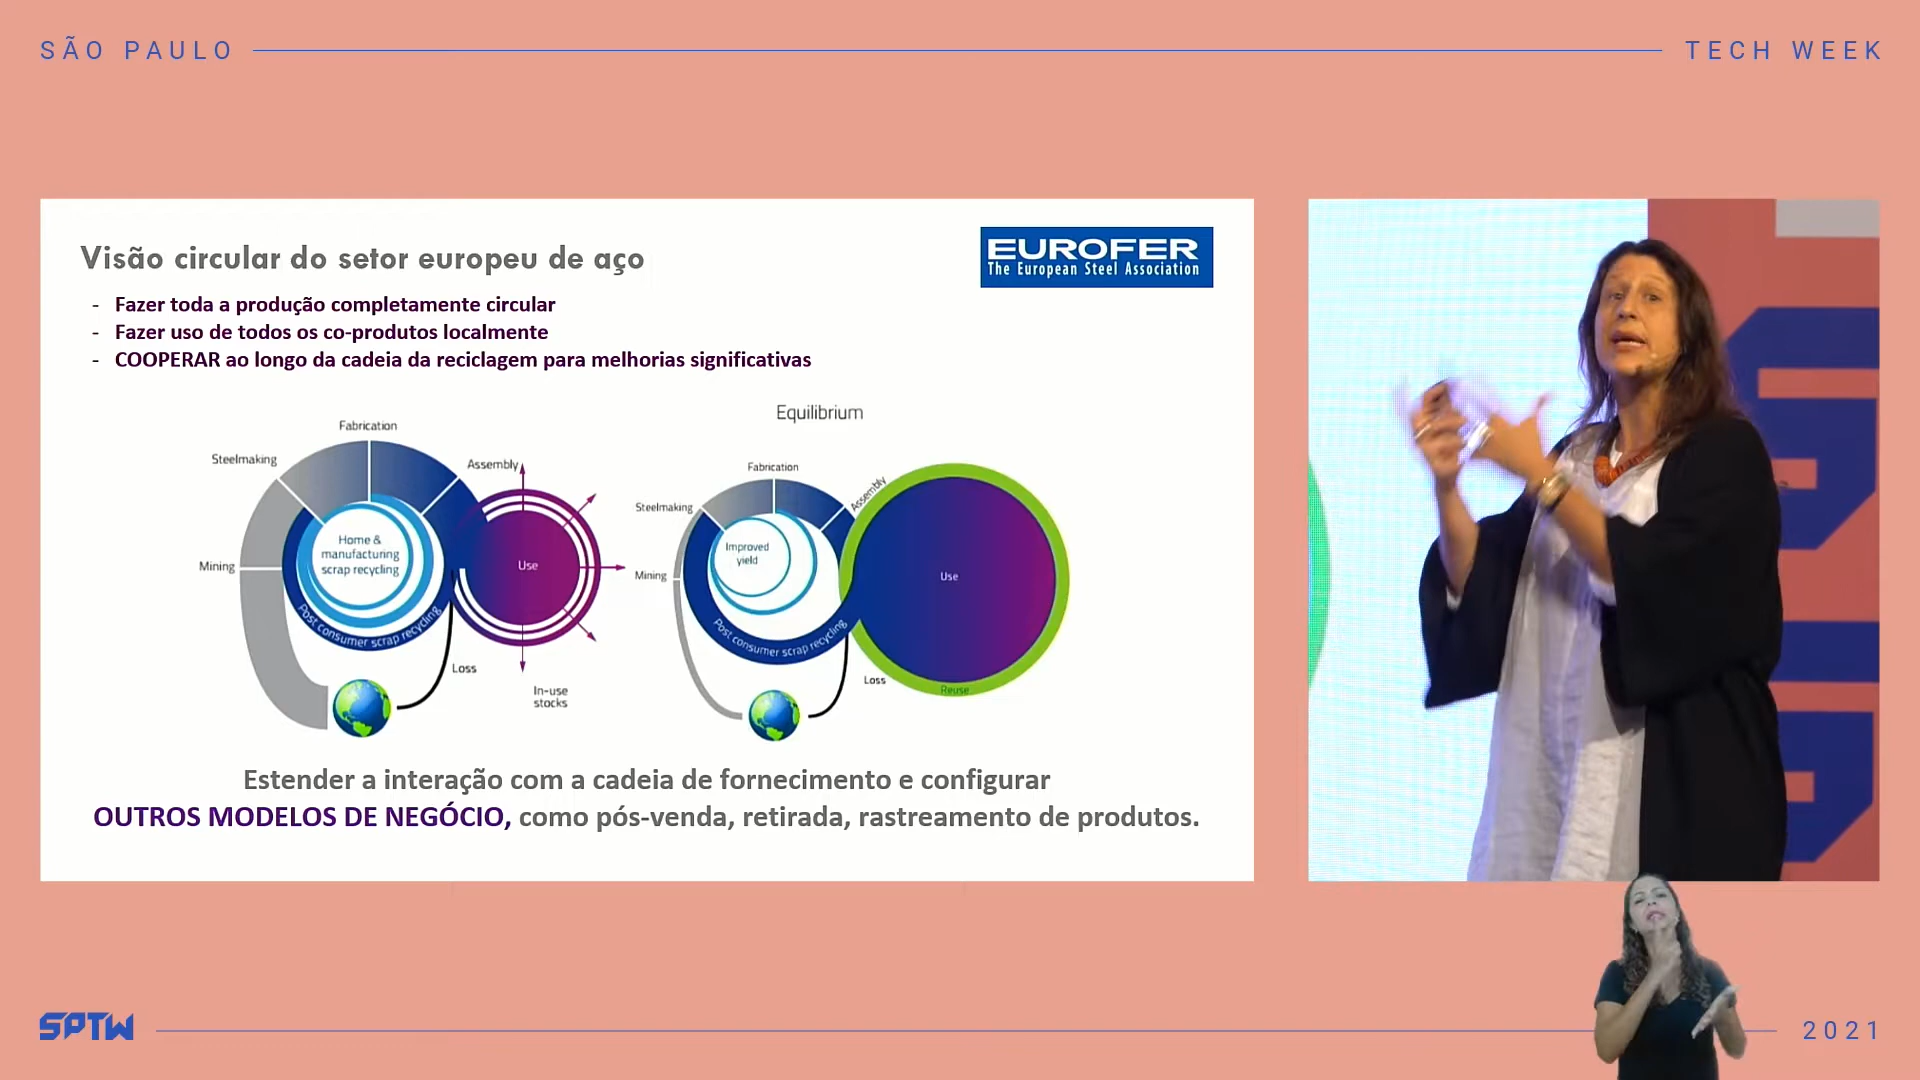 SÃO PAULO
TECH WEEK
Visão circular do setor europeu de aço
EUROFER
The European Steel Association
- Fazer toda a produção completamente circular
- Fazer uso de todos os co-produtos localmente
- COOPERAR ao longo da cadeia da reciclagem para melhorias significativas
Equilibrium
Fabrication
Steelmaking
Assembly
Home &
manufacturing
scrap recycling
Mining
Use
Post consumer scrap recycling
Loss
In-use
stocks
Fabrication
Steelmaking
Assembly
Improved
yield
Mining
Use
Post consumer scrap recycling
Loss
Reuse
Estender a interação com a cadeia de fornecimento e configurar
OUTROS MODELOS DE NEGÓCIO, como pós-venda, retirada, rastreamento de produtos.
SPTW
2021